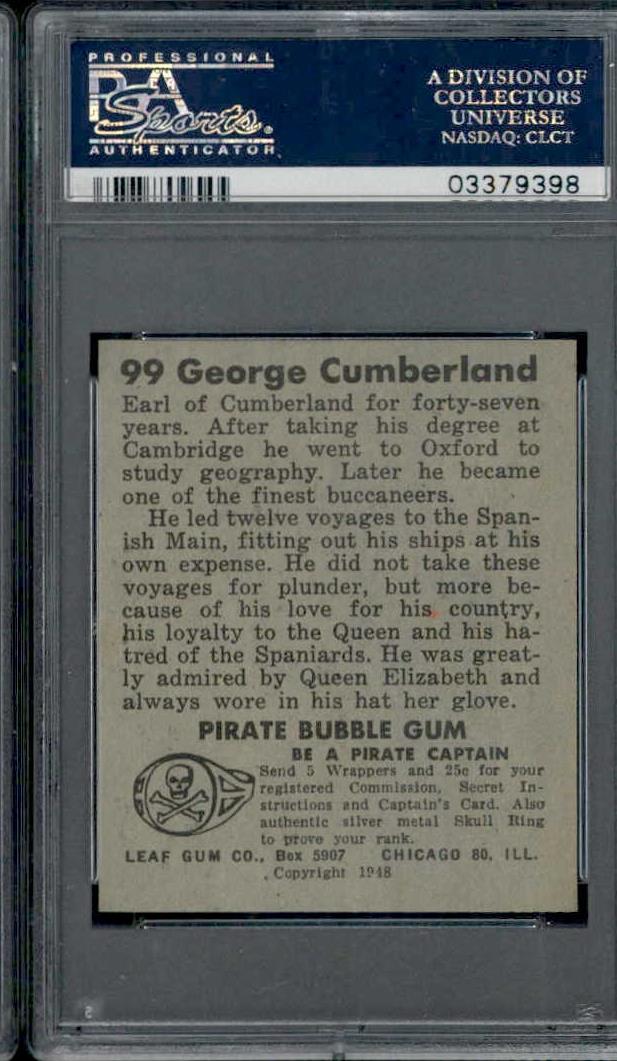 PROFESSIONAL
PSA
Sports
AUTHENTICATOR
A DIVISION OF
COLLECTORS
UNIVERSE
NASDAQ: CLCT
03379398
99 George Cumberland
Earl of Cumberland for forty-seven
years. After taking his degree at
Cambridge he went to Oxford to
study geography. Later he became
one of the finest buccaneers.
He led twelve voyages to the Span-
ish Main, fitting out his ships at his
own expense. He did not take these
voyages for plunder, but more be-
cause of his love for his country,
his loyalty to the Queen and his ha-
tred of the Spaniards. He was great-
ly admired by Queen Elizabeth and
always wore in his hat her glove.
PIRATE BUBBLE GUM
BE A PIRATE CAPTAIN
Send 5 Wrappers and 25c for your
registered Commission, Secret In-
structions and Captain's Card. Also
authentic silver metal Skull Ring
to prove your rank.
LEAF GUM CO., Box 5907 CHICAGO 80, ILL.
Copyright 1948